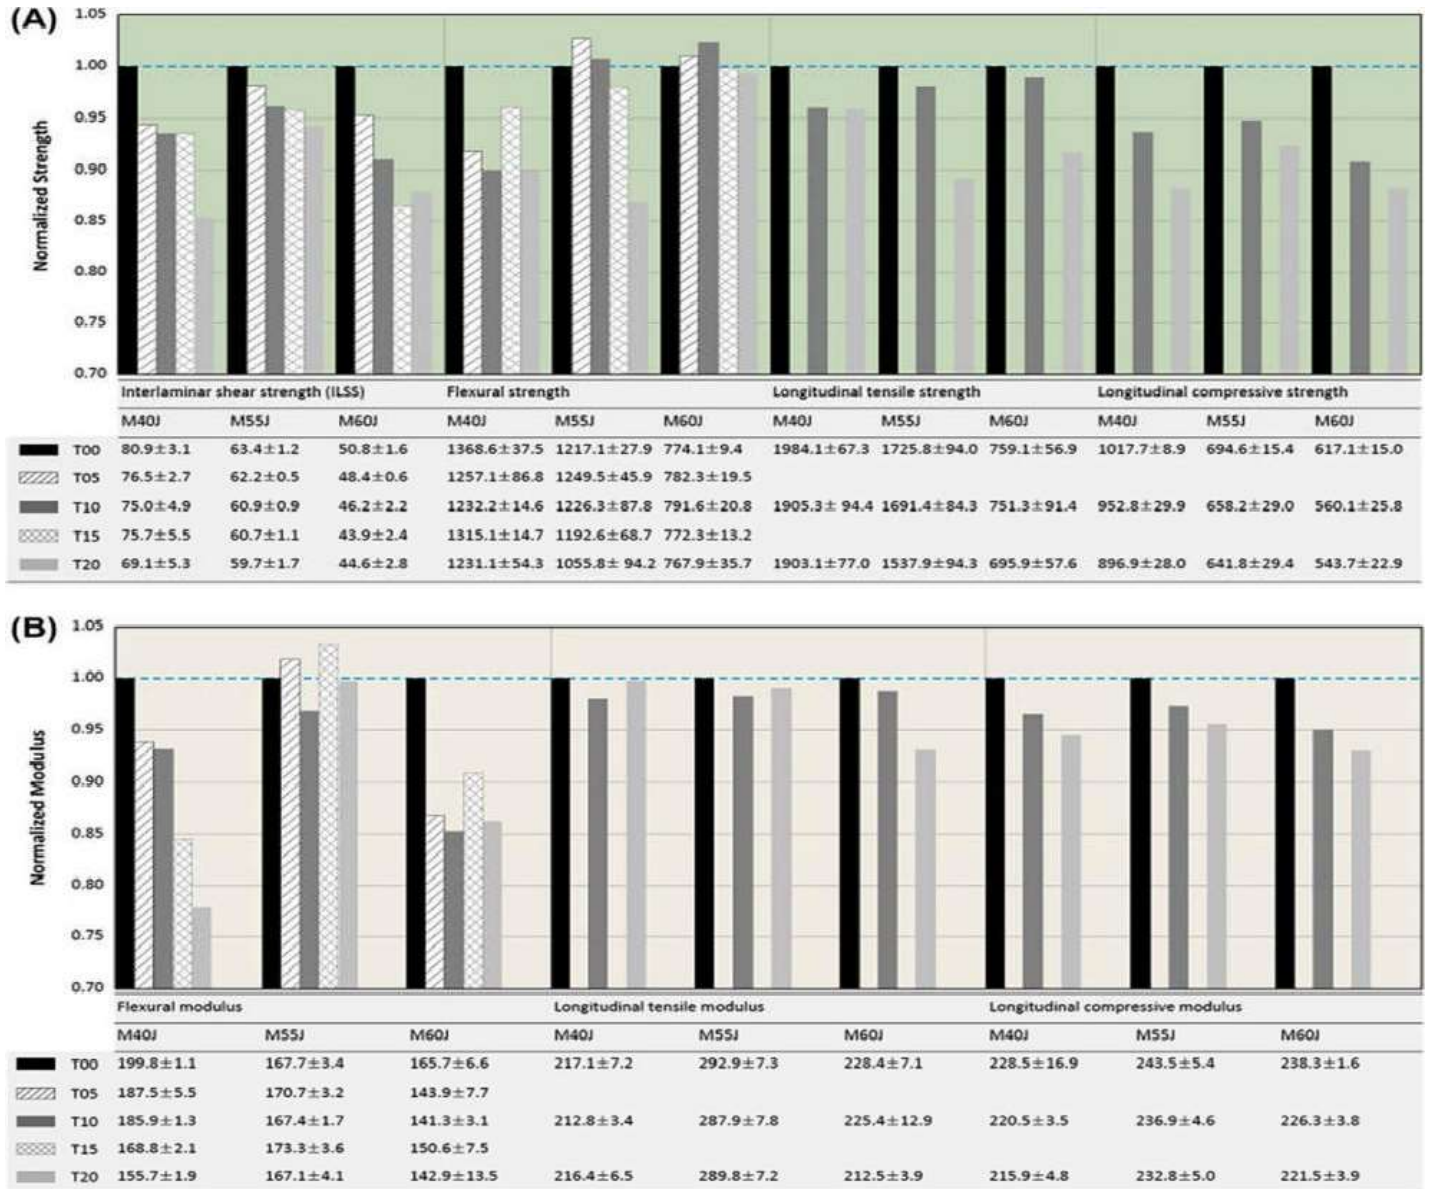 (A)
1.05
1.00
0.95
0.90
0.85
0.80
0.75
0.70
Normalized Strength
Interlaminar shear strength (ILSS) Flexural strength Longitudinal tensile strength Longitudinal compressive strength
M40J M55J M60J M40J M55J M60J M40J M55J M60J M40J M55J M60J
T00 80.9±3.1 63.4±1.2 50.8±1.6 1368.6±37.5 1217.1±27.9 774.1±9.4 1984.1±67.3 1725.8±94.0 759.1±56.9 1017.7±8.9 694.6±15.4 617.1±15.0
T05 76.5±2.7 62.2±0.5 48.4±0.6 1257.1±86.8 1249.5±45.9 782.3±19.5
T10 75.0±4.9 60.9±0.9 46.2±2.2 1232.2±14.6 1226.3±87.8 791.6±20.8 1905.3± 94.4 1691.4±84.3 751.3±91.4 952.8±29.9 658.2±29.0 560.1±25.8
T15 75.7±5.5 60.7±1.1 43.9±2.4 1315.1±14.7 1192.6±68.7 772.3±13.2
T20 69.1±5.3 59.7±1.7 44.6±2.8 1231.1±54.3 1055.8± 94.2 767.9±35.7 1903.1±77.0 1537.9±94.3 695.9±57.6 896.9±28.0 641.8±29.4 543.7±22.9
(B)
1.05
1.00
0.95
0.90
0.85
0.80
0.75
0.70
Normalized Modulus
Flexural modulus Longitudinal tensile modulus Longitudinal compressive modulus
M40J M55J M60J M40J M55J M60J M40J M55J M60J
T00 199.8±1.1 167.7±3.4 165.7±6.6 217.1±7.2 292.9±7.3 228.4±7.1 228.5±16.9 243.5±5.4 238.3±1.6
T05 187.5±5.5 170.7±3.2 143.9±7.7
T10 185.9±1.3 167.4±1.7 141.3±3.1 212.8±3.4 287.9±7.8 225.4±12.9 220.5±3.5 236.9±4.6 226.3±3.8
T15 168.8±2.1 173.3±3.6 150.6±7.5
T20 155.7±1.9 167.1±4.1 142.9±13.5 216.4±6.5 289.8±7.2 212.5±3.9 215.9±4.8 232.8±5.0 221.5±3.9